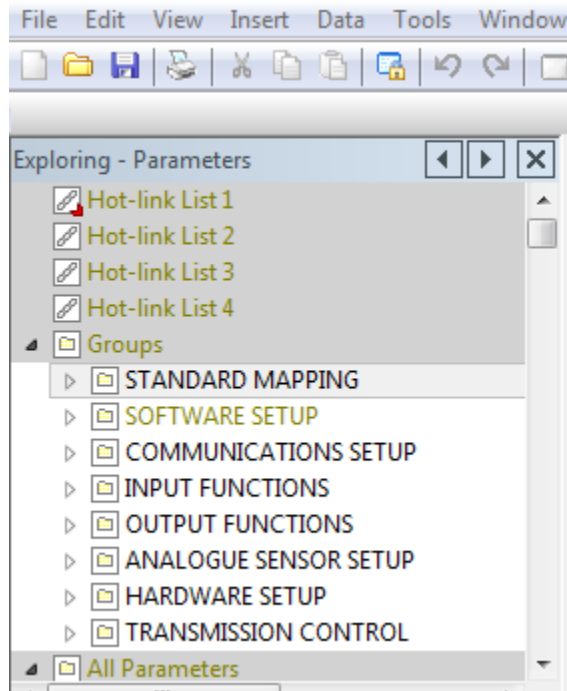 File Edit View Insert Data Tools Window
Exploring - Parameters
Hot-link List 1
Hot-link List 2
Hot-link List 3
Hot-link List 4
Groups
STANDARD MAPPING
SOFTWARE SETUP
COMMUNICATIONS SETUP
INPUT FUNCTIONS
OUTPUT FUNCTIONS
ANALOGUE SENSOR SETUP
HARDWARE SETUP
TRANSMISSION CONTROL
All Parameters